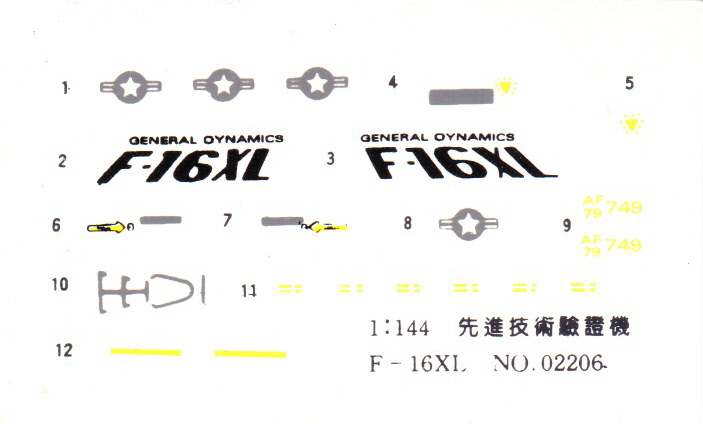 1
4
5
GENERAL DYNAMICS
GENERAL DYNAMICS
2
F-16XL
3
F-16XL
6
7
8
9
AF
79
749
AF
79
749
10
11
12
1:144 先進技術驗證機
F-16XL NO.02206